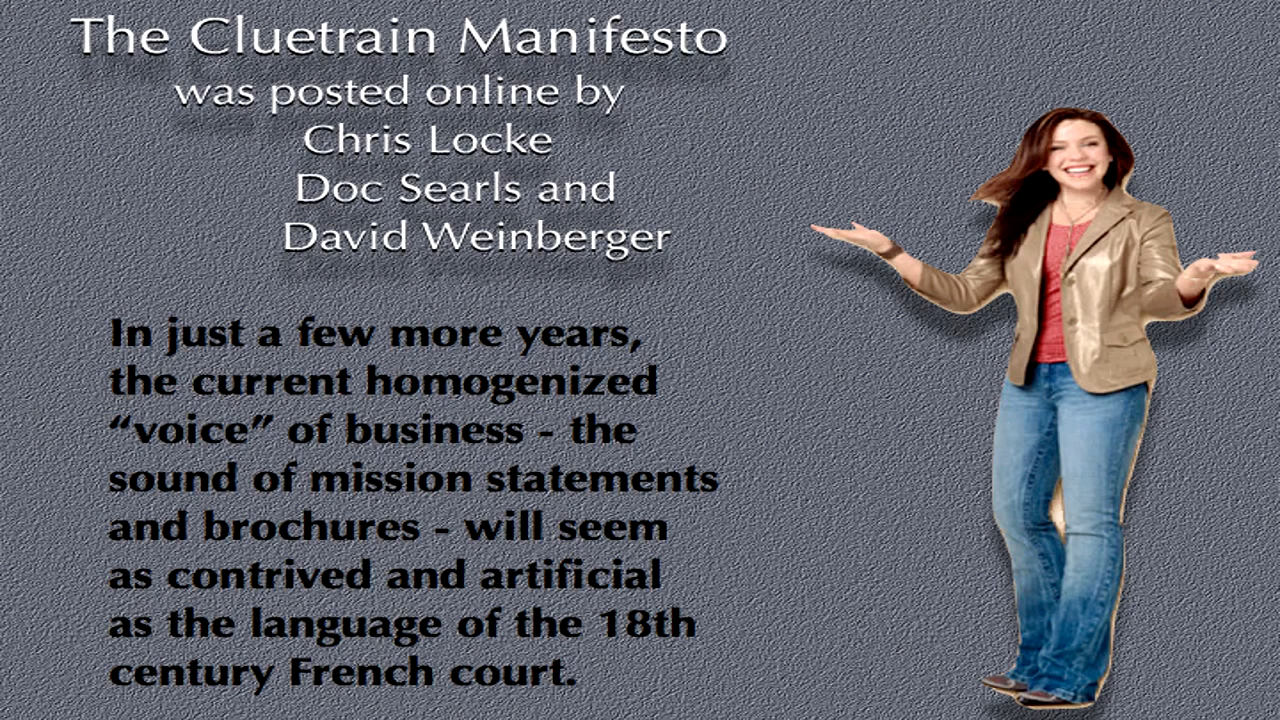 The Cluetrain Manifesto
was posted online by
Chris Locke
Doc Searls and
David Weinberger
In just a few more years,
the current homogenized
“voice” of business - the
sound of mission statements
and brochures - will seem
as contrived and artificial
as the language of the 18th
century French court.